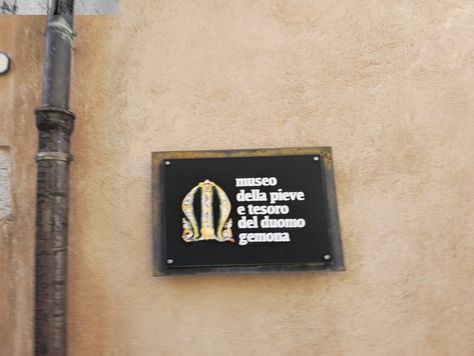 museo
della pieve
e tesoro
del duomo
gemona